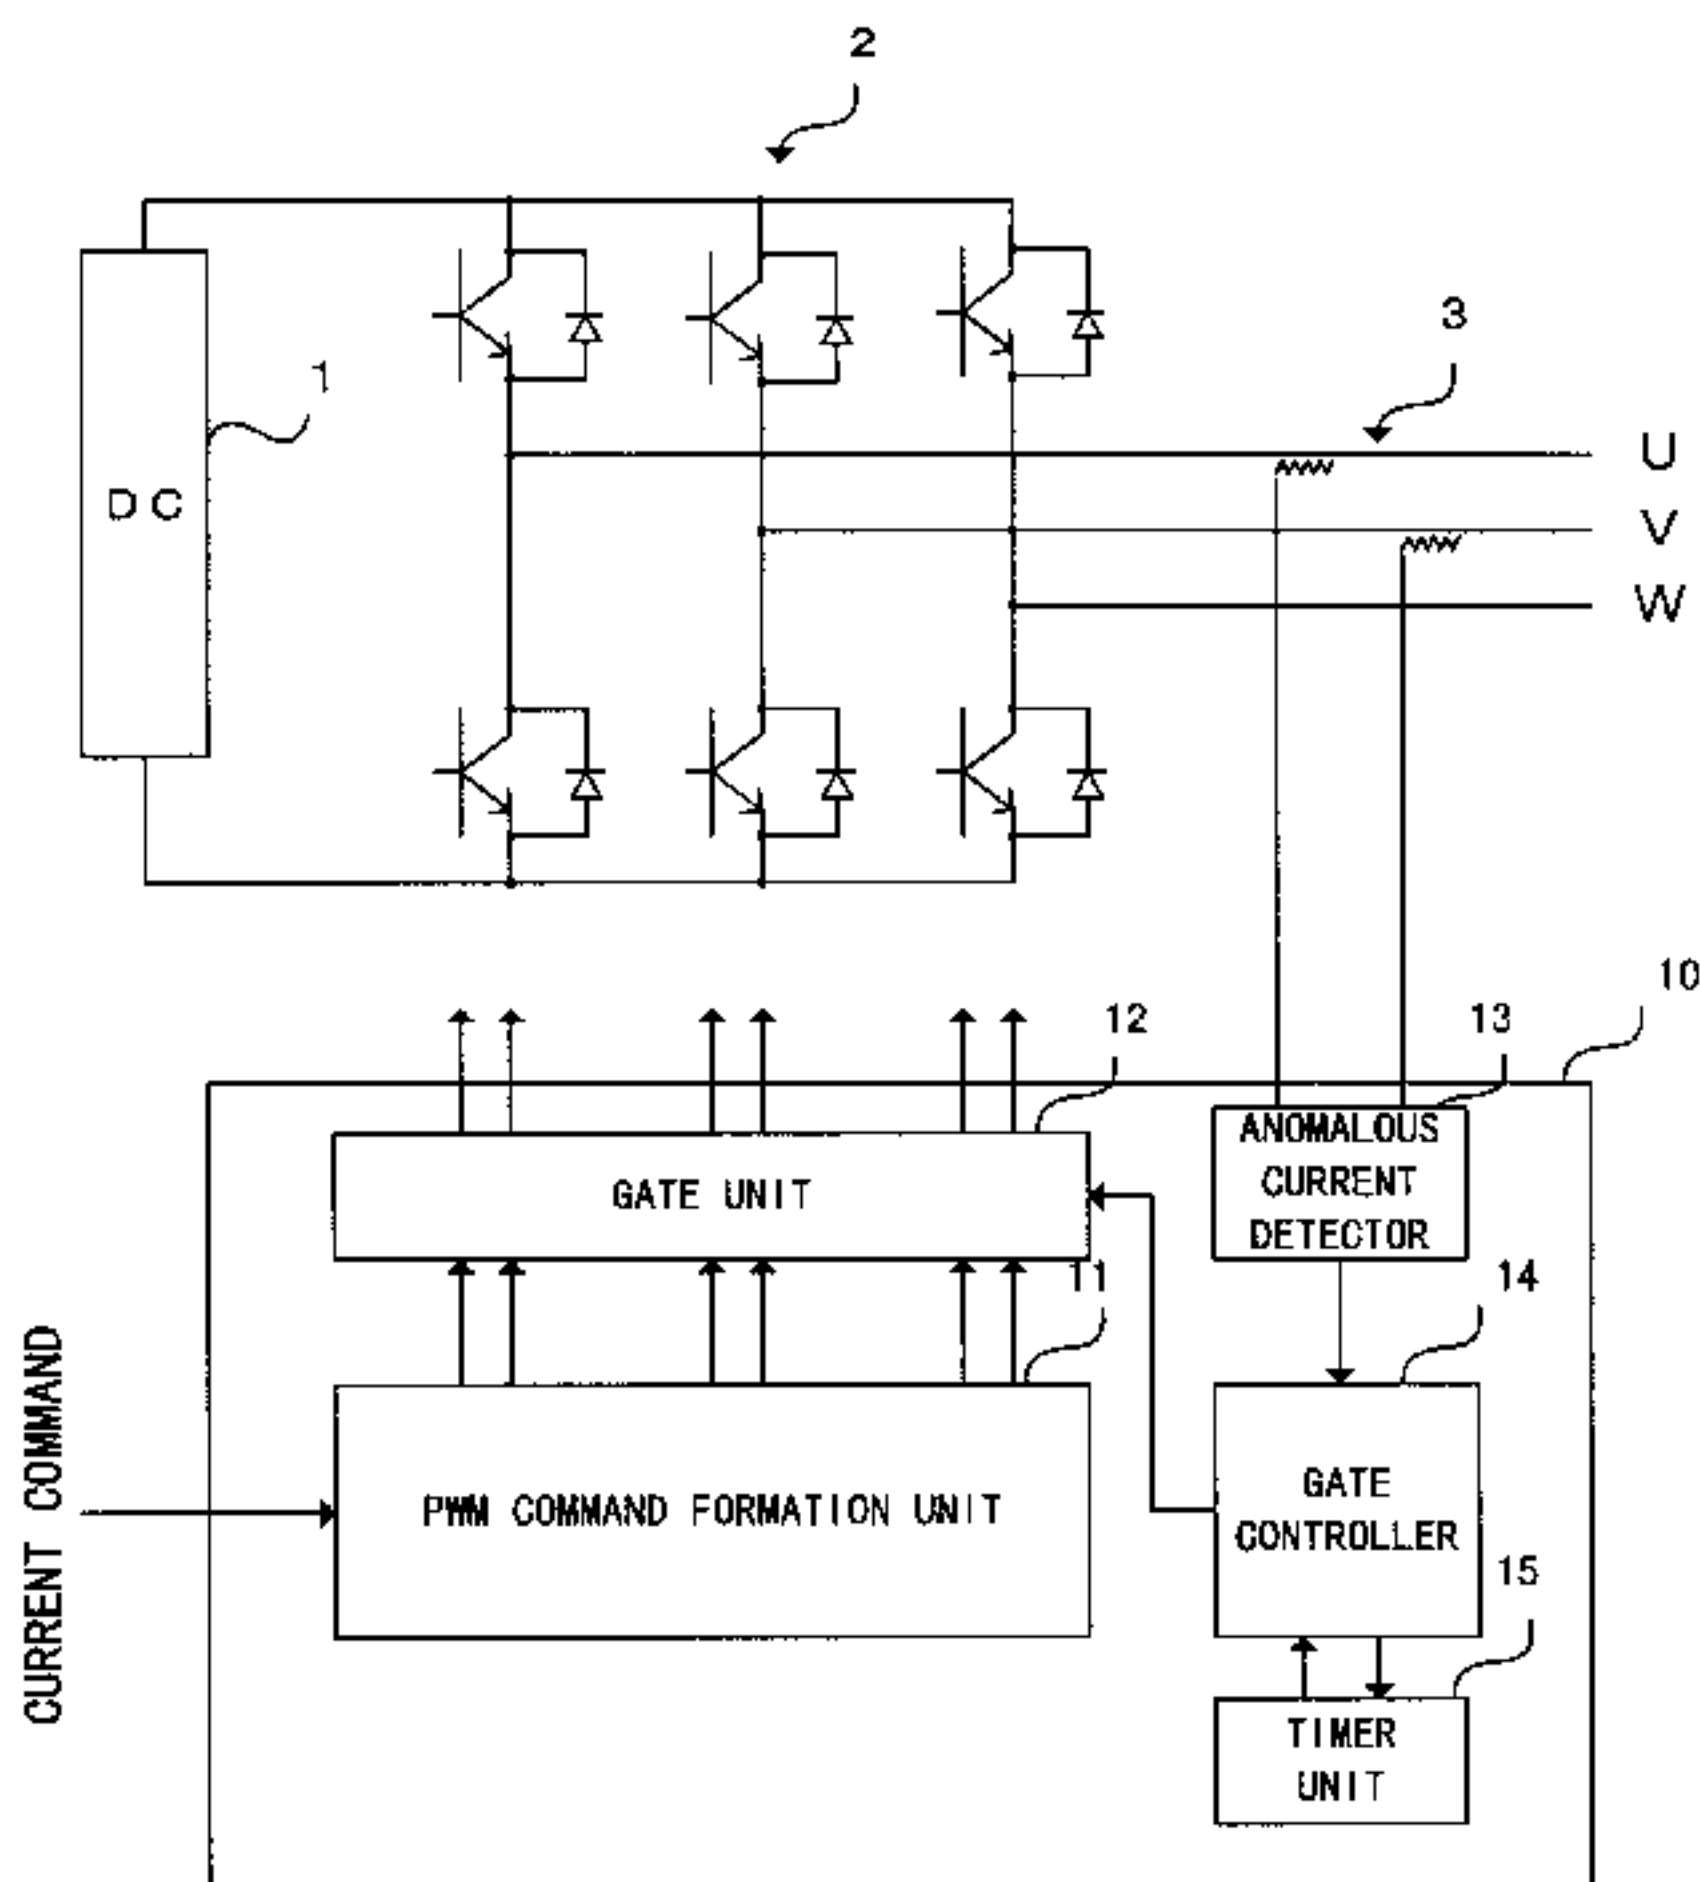 2
1
3
DC
U
V
W
10
12
13
ANOMALOUS
CURRENT
DETECTOR
GATE UNIT
11
14
CURRENT COMMAND
PWM COMMAND FORMATION UNIT
GATE
CONTROLLER
15
TIMER
UNIT